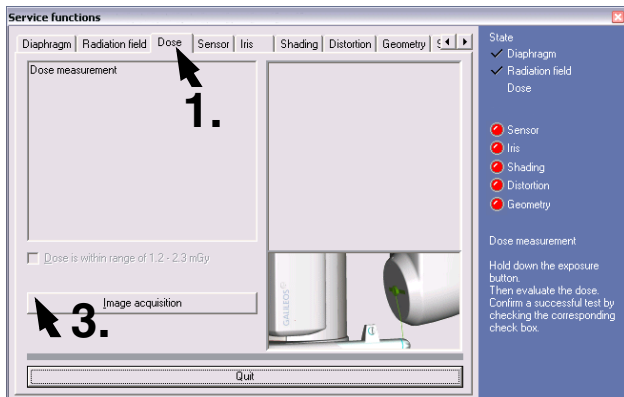 Service functions
Diaphragm Radiation field Dose Sensor Iris Shading Distortion Geometry
1.
Dose measurement
Dose is within range of 1.2 - 2.3 mGy
Image acquisition
3.
GALILEOS
Quit
State
Diaphragm
Radiation field
Dose
Sensor
Iris
Shading
Distortion
Geometry
Dose measurement
Hold down the exposure
button.
Then evaluate the dose.
Confirm a successful test by
checking the corresponding
check box.